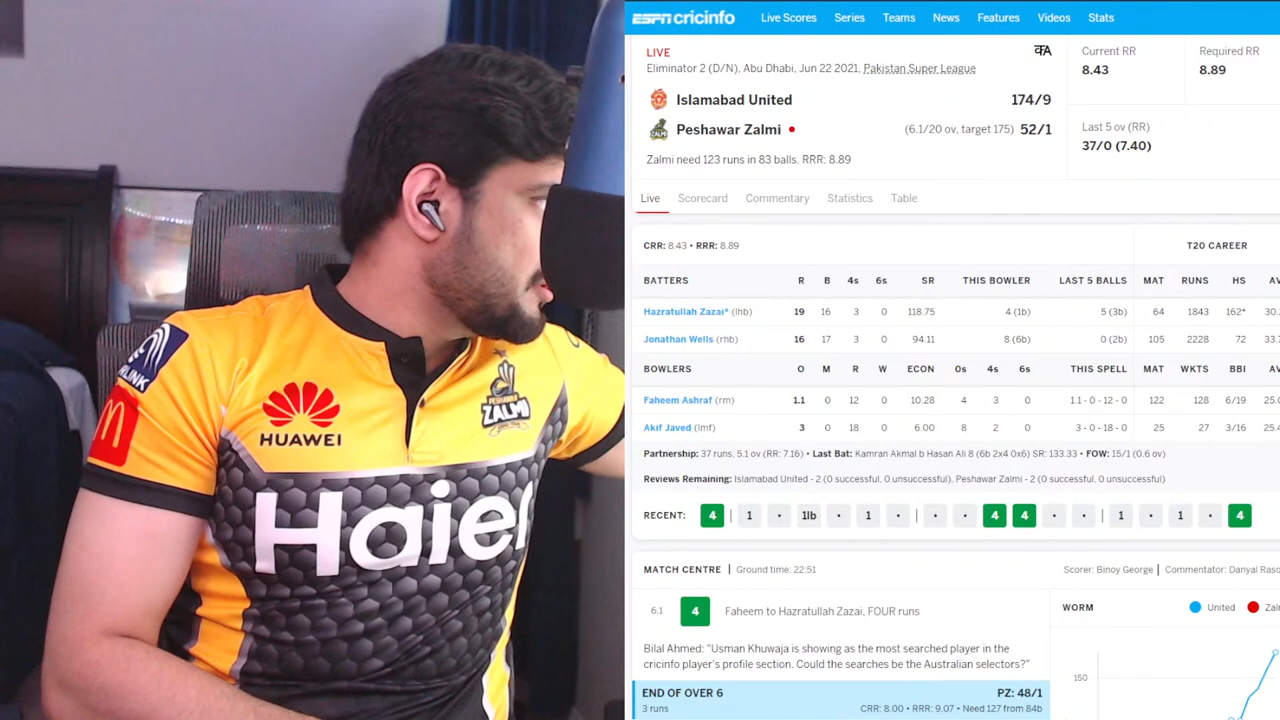 LINK
HUAWEI
PESHAWAR
ZALMI
Haier
ESPN cricinfo
Live Scores
Series
Teams
News
Features
Videos
Stats
LIVE
क/A
Eliminator 2 (D/N), Abu Dhabi, Jun 22 2021, Pakistan Super League
Islamabad United 174/9
Peshawar Zalmi (6.1/20 ov, target 175) 52/1
Zalmi need 123 runs in 83 balls. RRR: 8.89
Current RR
8.43
Required RR
8.89
Last 5 ov (RR)
37/0 (7.40)
Live Scorecard Commentary Statistics Table
CRR: 8.43 • RRR: 8.89 T20 CAREER
BATTERS R B 4s 6s SR THIS BOWLER LAST 5 BALLS MAT RUNS HS
Hazratullah Zazai* (lhb) 19 16 3 0 118.75 4 (1b) 5 (3b) 64 1843 162* 30.
Jonathan Wells (rhb) 16 17 3 0 94.11 8 (6b) 0 (2b) 105 2228 72 33.
BOWLERS O M R W ECON 0s 4s 6s THIS SPELL MAT WKTS BBI
Faheem Ashraf (rm) 1.1 0 12 0 10.28 4 3 0 1.1 - 0 - 12 - 0 122 128 6/19 25.
Akif Javed (lmf) 3 0 18 0 6.00 8 2 0 3 - 0 - 18 - 0 25 27 3/16 25.
Partnership: 37 runs, 5.1 ov (RR: 7.16) • Last Bat: Kamran Akmal b Hasan Ali 8 (6b 2x4 0x6) SR: 133.33 • FOW: 15/1 (0.6 ov)
Reviews Remaining: Islamabad United - 2 (0 successful, 0 unsuccessful), Peshawar Zalmi - 2 (0 successful, 0 unsuccessful)
RECENT: 4 | 1 • 1lb • 1 • | • • 4 4 • • | 1 • 1 • 4
MATCH CENTRE | Ground time: 22:51 Scorer: Binoy George | Commentator: Danyal Raso
6.1 4 Faheem to Hazratullah Zazai, FOUR runs
Bilal Ahmed: "Usman Khuwaja is showing as the most searched player in the
cricinfo player's profile section. Could the searches be the Australian selectors?"
END OF OVER 6 PZ: 48/1
3 runs CRR: 8.00 • RRR: 9.07 • Need 127 from 84b
WORM United Zal
150